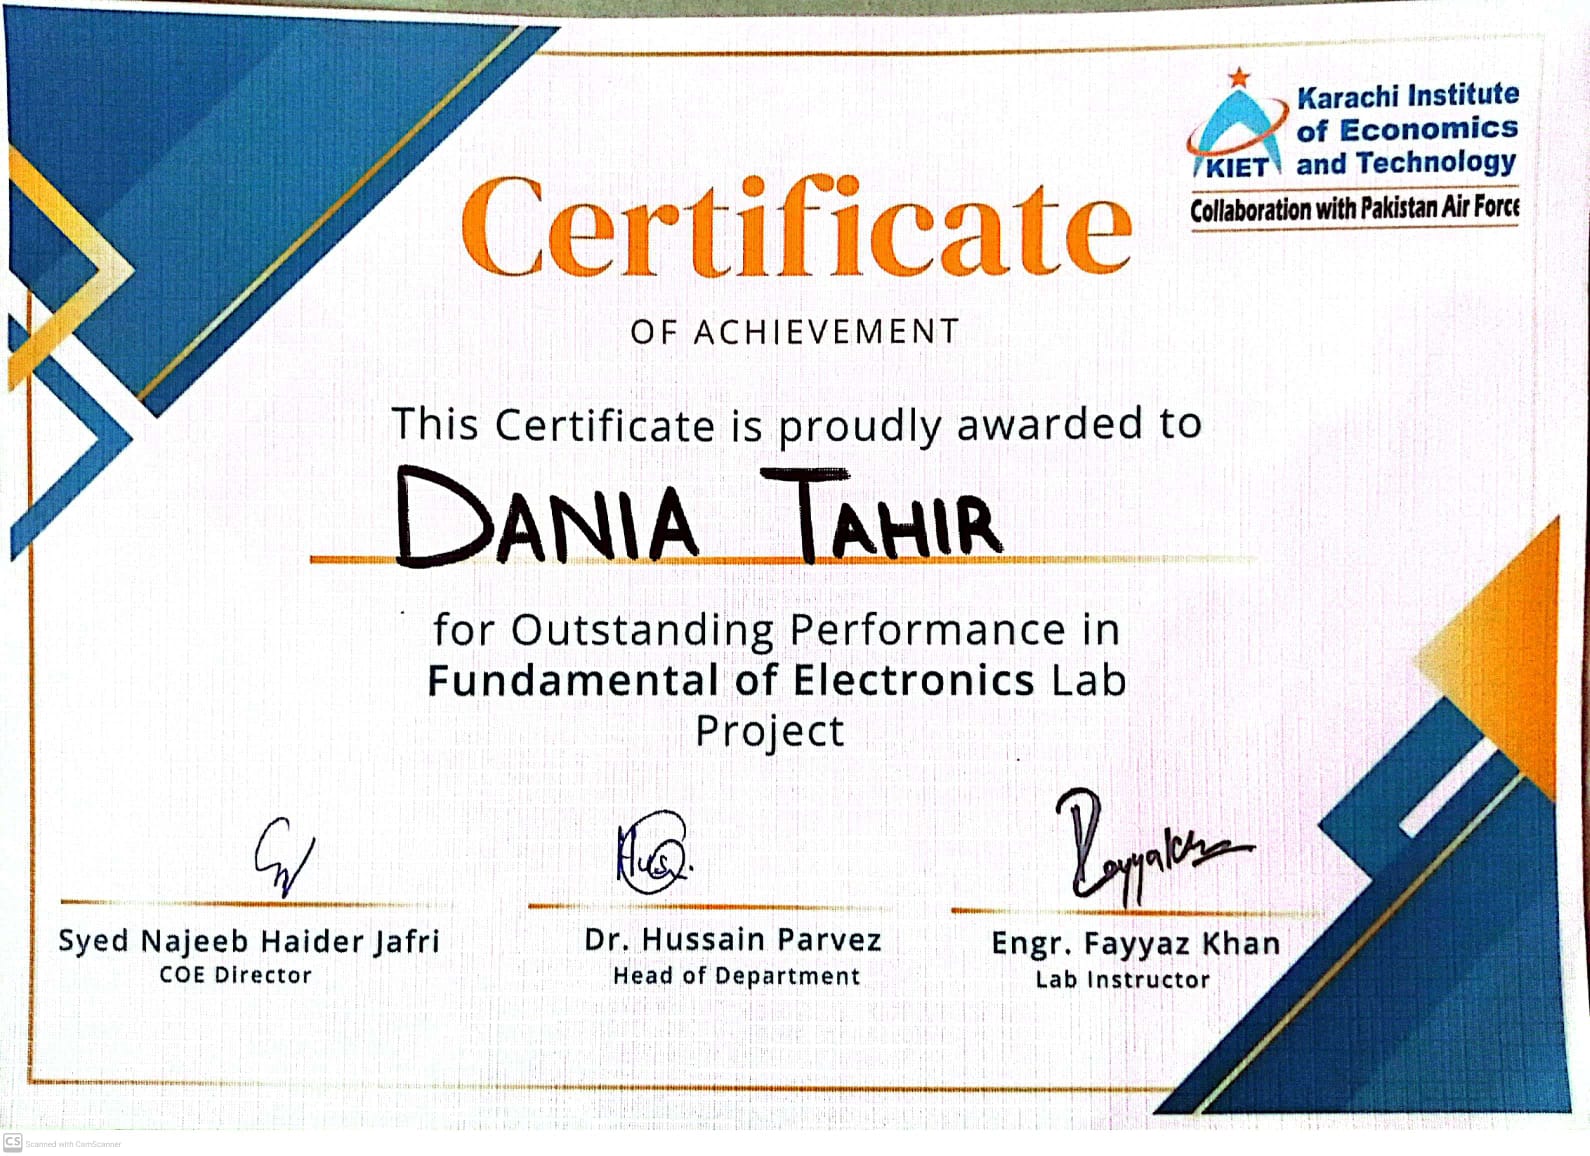 Karachi Institute
of Economics
and Technology
KIET
Collaboration with Pakistan Air Force
Certificate
OF ACHIEVEMENT
This Certificate is proudly awarded to
DANIA TAHIR
for Outstanding Performance in
Fundamental of Electronics Lab
Project
Syed Najeeb Haider Jafri
COE Director
Dr. Hussain Parvez
Head of Department
Engr. Fayyaz Khan
Lab Instructor
CS Scanned with CamScanner